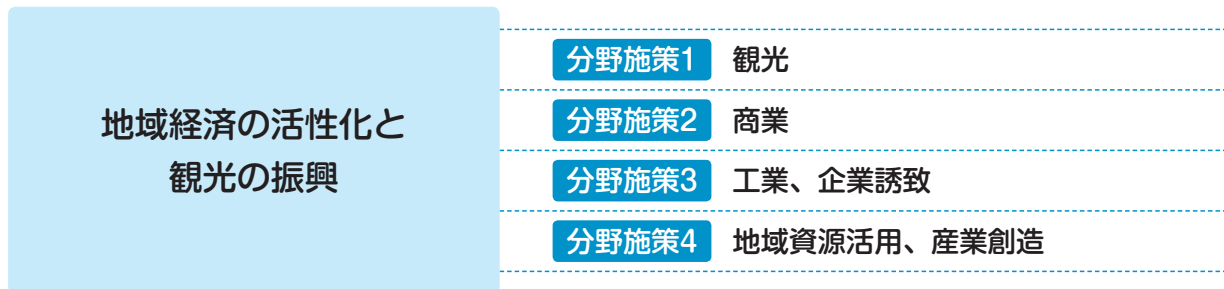 地域経済の活性化と
観光の振興
分野施策1 観光
分野施策2 商業
分野施策3 工業、企業誘致
分野施策4 地域資源活用、産業創造